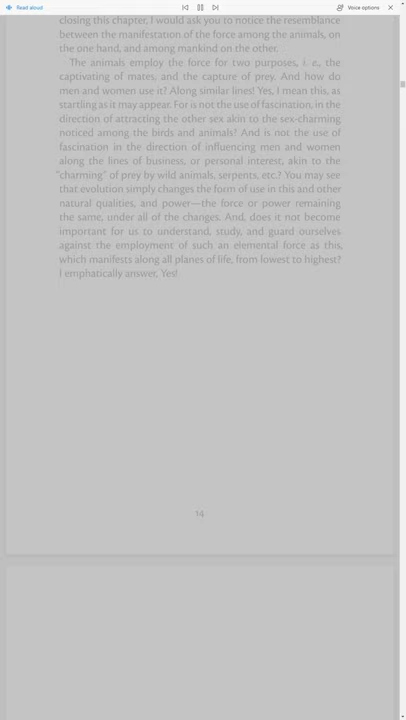 Read aloud
Voice options
closing this chapter, I would ask you to notice the resemblance
between the manifestation of the force among the animals, on
the one hand, and among mankind on the other.
The animals employ the force for two purposes, i. e., the
captivating of mates, and the capture of prey. And how do
men and women use it? Along similar lines! Yes, I mean this, as
startling as it may appear. For is not the use of fascination, in the
direction of attracting the other sex akin to the sex-charming
noticed among the birds and animals? And is not the use of
fascination in the direction of influencing men and women
along the lines of business, or personal interest, akin to the
"charming" of prey by wild animals, serpents, etc.? You may see
that evolution simply changes the form of use in this and other
natural qualities, and power—the force or power remaining
the same, under all of the changes. And, does it not become
important for us to understand, study, and guard ourselves
against the employment of such an elemental force as this,
which manifests along all planes of life, from lowest to highest?
I emphatically answer, Yes!
14